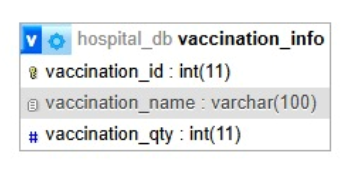 v hospital_db vaccination_info
vaccination_id : int(11)
vaccination_name : varchar(100)
# vaccination_qty : int(11)